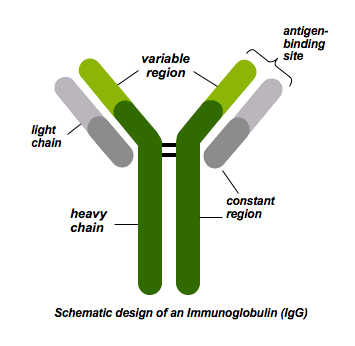 antigen-
binding
site
variable
region
light
chain
heavy
chain
constant
region
Schematic design of an Immunoglobulin (IgG)